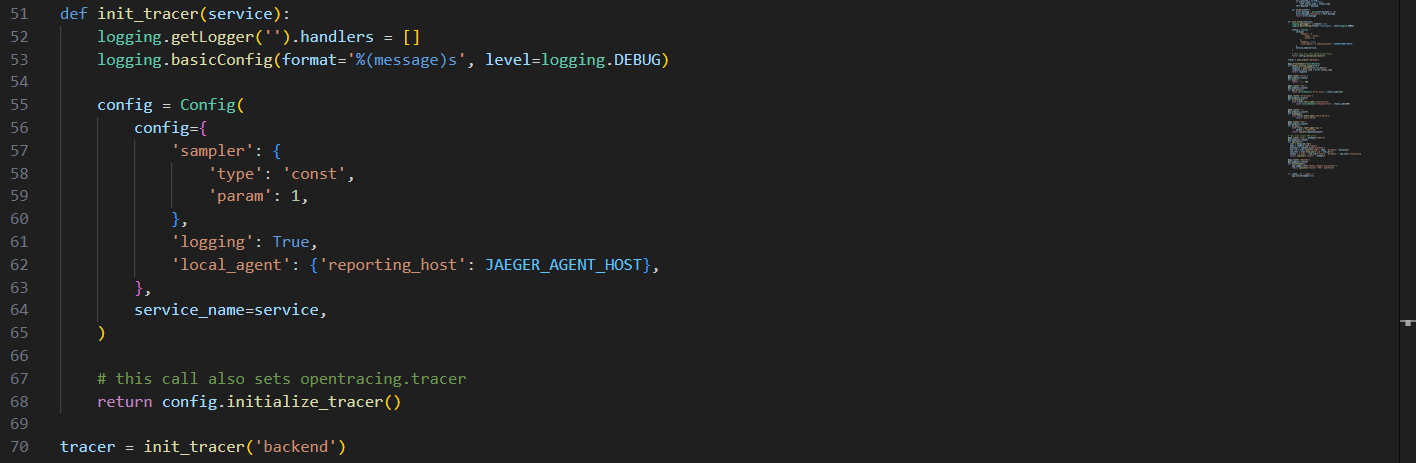 51 def init_tracer(service):
52     logging.getLogger('').handlers = []
53     logging.basicConfig(format='%(message)s', level=logging.DEBUG)
54
55     config = Config(
56         config={
57             'sampler': {
58                 'type': 'const',
59                 'param': 1,
60             },
61             'logging': True,
62             'local_agent': {'reporting_host': JAEGER_AGENT_HOST},
63         },
64         service_name=service,
65     )
66
67     # this call also sets opentracing.tracer
68     return config.initialize_tracer()
69
70 tracer = init_tracer('backend')